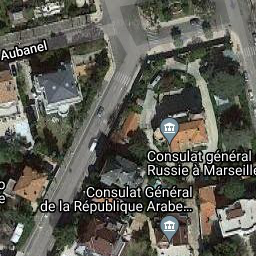 Aubanel
Consulat général
Russie à Marseille
Consulat Général
de la République Arabe...